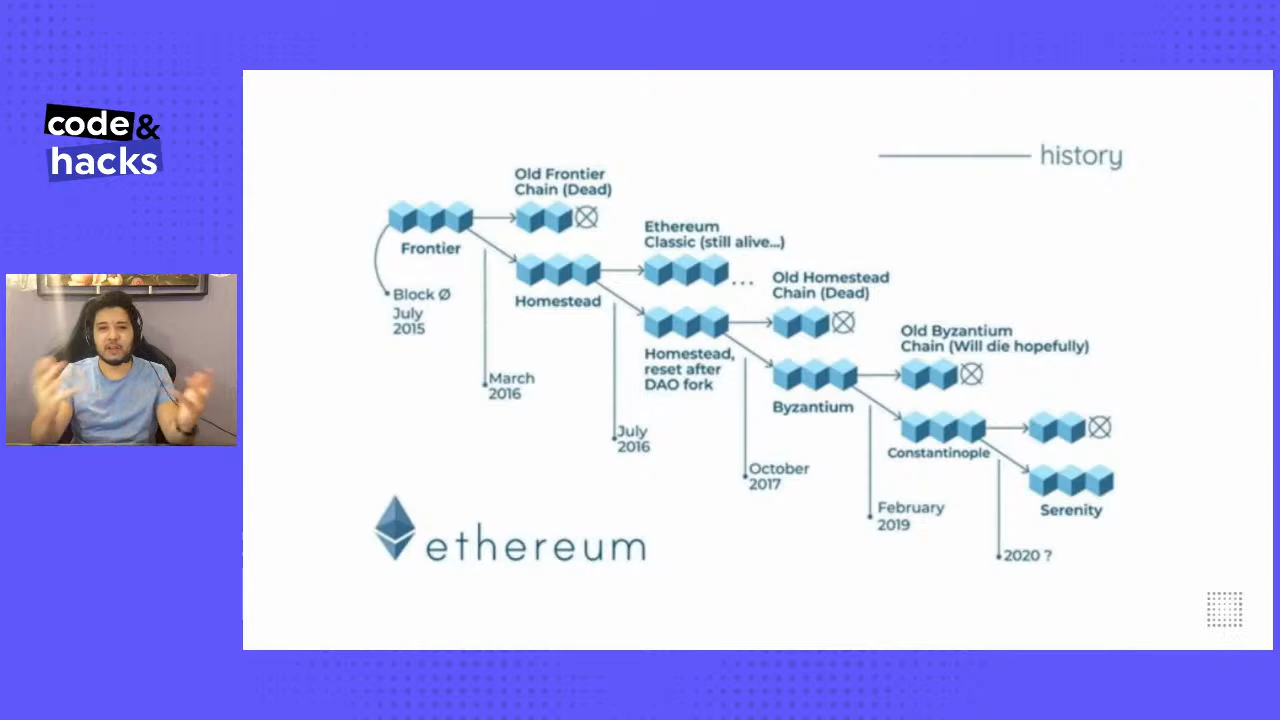 code&
hacks
history
Old Frontier
Chain (Dead)
Frontier
Block Ø
July
2015
Ethereum
Classic (still alive...)
Homestead
...
March
2016
Old Homestead
Chain (Dead)
Homestead,
reset after
DAO fork
July
2016
Old Byzantium
Chain (Will die hopefully)
Byzantium
October
2017
Constantinople
February
2019
Serenity
2020 ?
ethereum